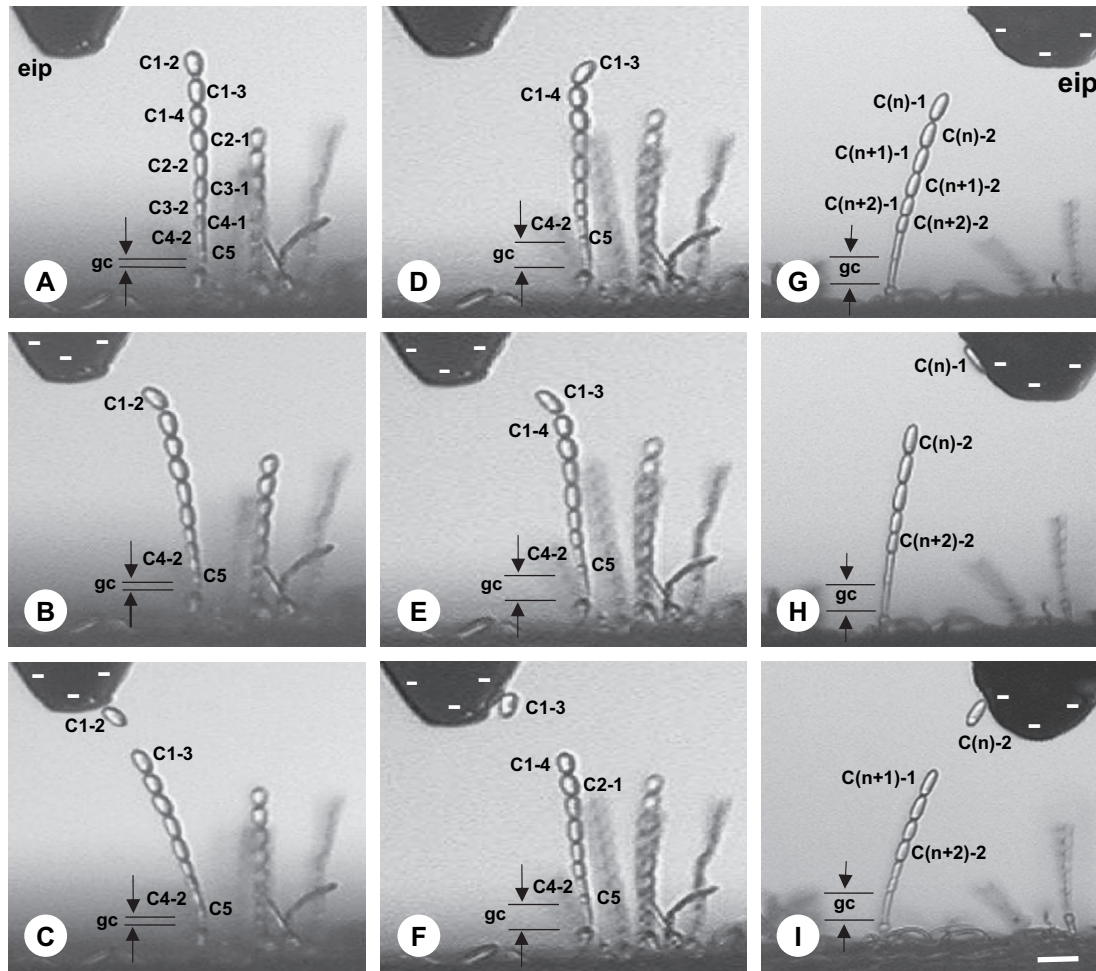 eip
C1-2
C1-3
C1-4
C2-1
C2-2
C3-1
C3-2
C4-1
C4-2
C5
gc
A
C1-3
C1-4
C4-2
C5
gc
D
eip
C(n)-1
C(n)-2
C(n+1)-1
C(n+1)-2
C(n+2)-1
C(n+2)-2
gc
G
C1-2
C4-2
C5
gc
B
C1-3
C1-4
C4-2
C5
gc
E
C(n)-1
C(n)-2
C(n+2)-2
gc
H
C1-2
C1-3
C4-2
C5
gc
C
C1-3
C1-4
C2-1
C4-2
C5
gc
F
C(n)-2
C(n+1)-1
C(n+2)-2
gc
I